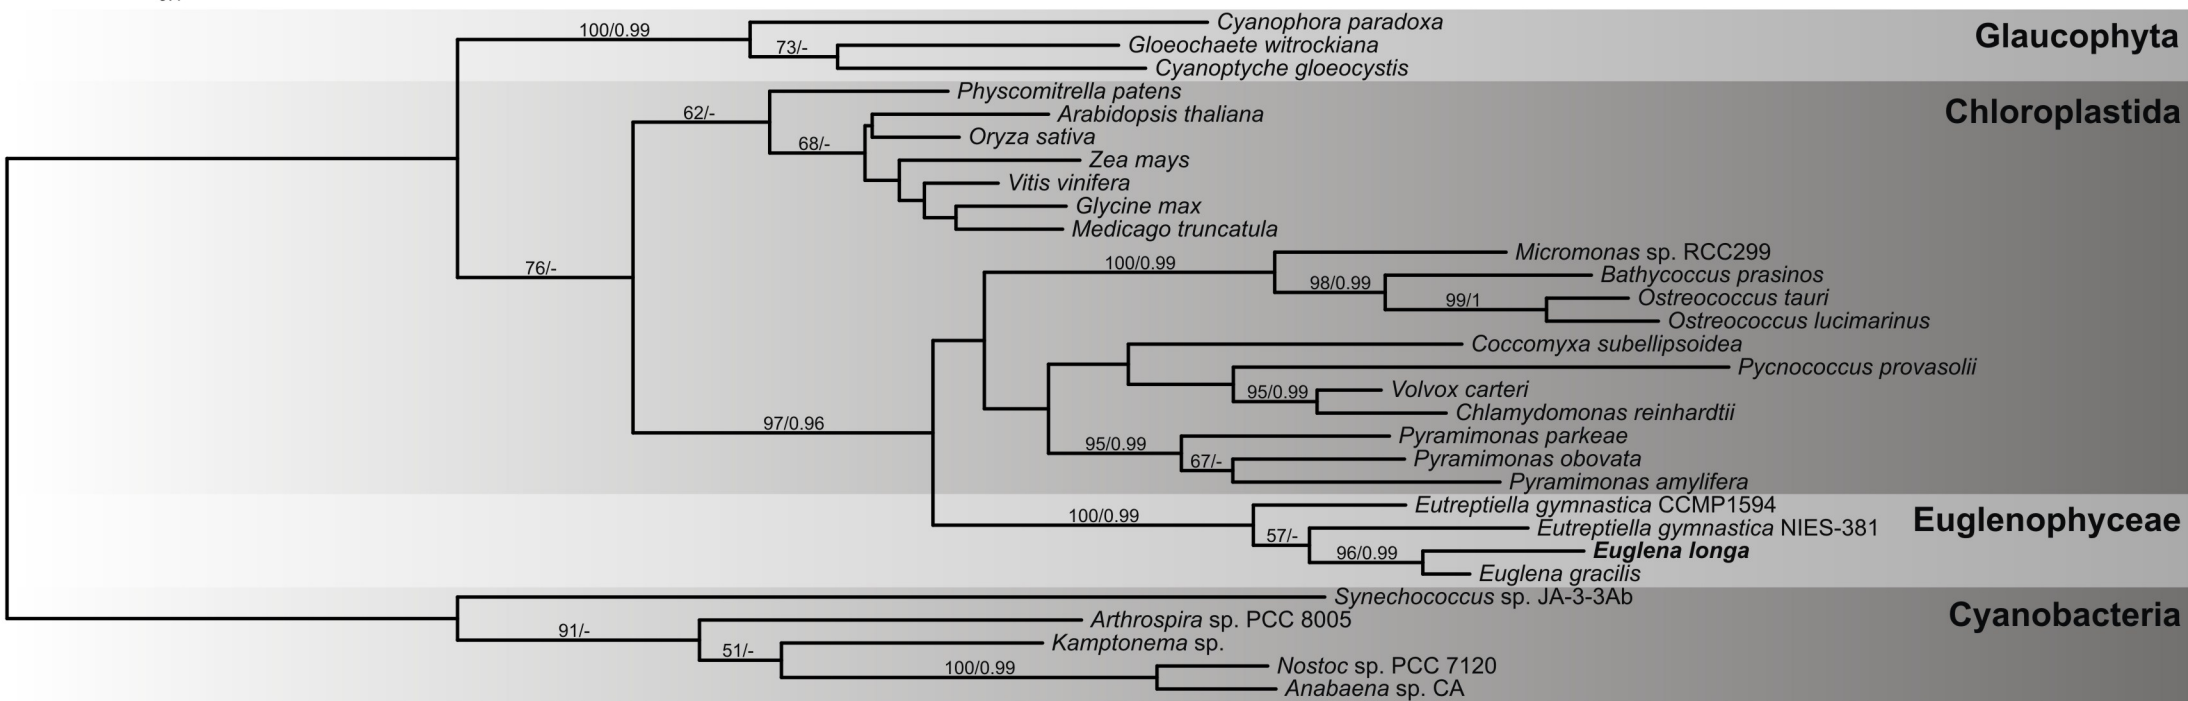 Cyanophora paradoxa
100/0.99
Glaucophyta
73/-
Gloeochaete witrockiana
Cyanoptyche gloeocystis
Physcomitrella patens
Chloroplastida
62/-
Arabidopsis thaliana
Oryza sativa
68/-
Zea mays
Vitis vinifera
Glycine max
Medicago truncatula
Micromonas sp. RCC299
100/0.99
76/-
Bathycoccus prasinos
98/0.99
Ostreococcus tauri
99/1
Ostreococcus lucimarinus
Coccomyxa subellipsoidea
Pycnococcus provasolii
Volvox carteri
95/0.99
Chlamydomonas reinhardtii
97/0.96
Pyramimonas parkeae
95/0.99
Pyramimonas obovata
67/-
Pyramimonas amylifera
Eutreptiella gymnastica CCMP1594
100/0.99
Euglenophyceae
Eutreptiella gymnastica NIES-381
57/-
Euglena longa
96/0.99
Euglena gracilis
Synechococcus sp. JA-3-3Ab
Cyanobacteria
Arthrospira sp. PCC 8005
91/-
Kamptonema sp.
51/-
Nostoc sp. PCC 7120
100/0.99
Anabaena sp. CA